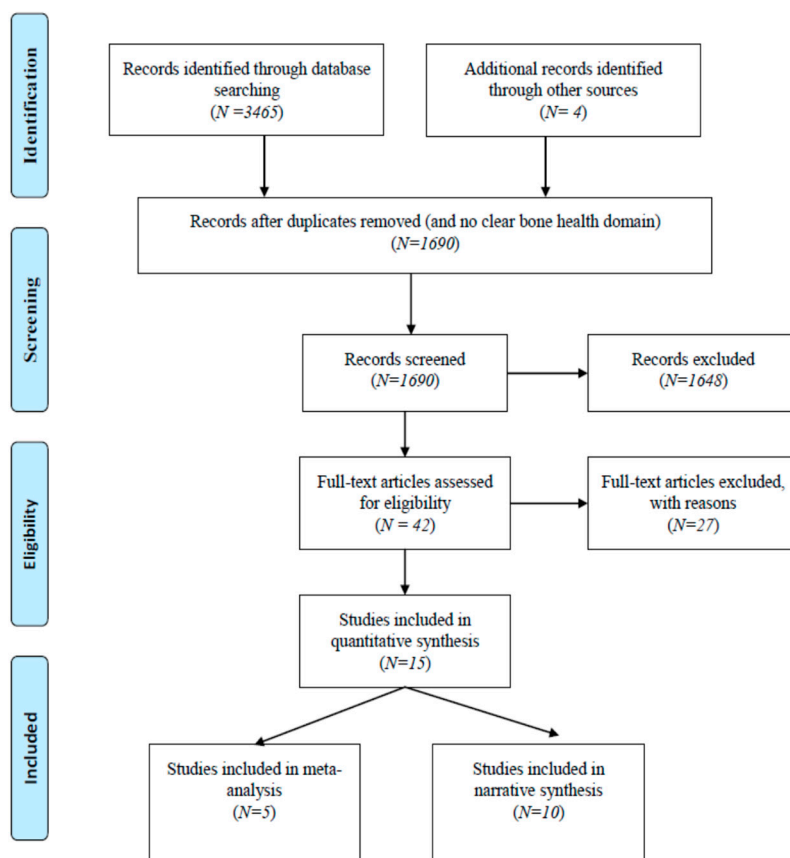 Identification
Records identified through database
searching
(N =3465)
Additional records identified
through other sources
(N= 4)
Records after duplicates removed (and no clear bone health domain)
(N=1690)
Screening
Records screened
(N=1690)
Records excluded
(N=1648)
Eligibility
Full-text articles assessed
for eligibility
(N = 42)
Full-text articles excluded,
with reasons
(N=27)
Studies included in
quantitative synthesis
(N=15)
Included
Studies included in meta-
analysis
(N=5)
Studies included in
narrative synthesis
(N=10)